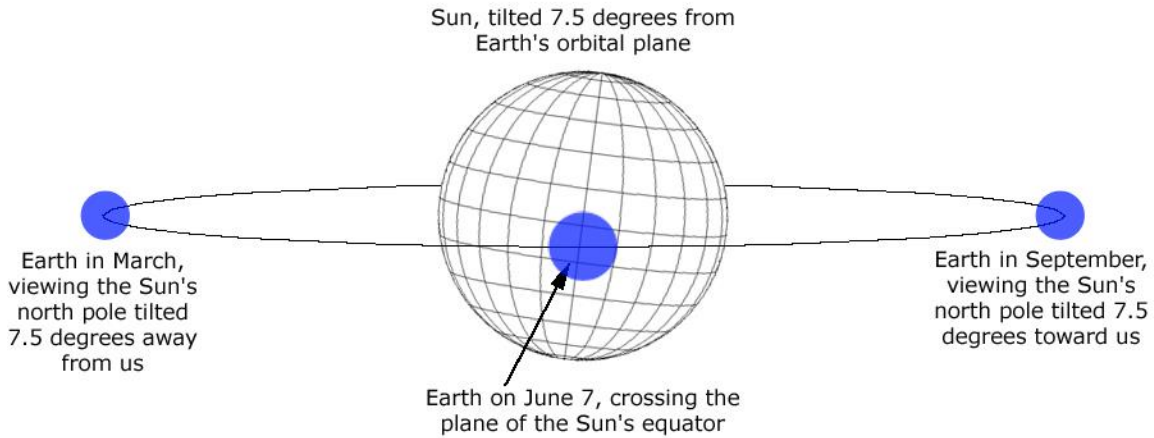 Sun, tilted 7.5 degrees from
Earth's orbital plane
Earth in March,
viewing the Sun's
north pole tilted
7.5 degrees away
from us
Earth in September,
viewing the Sun's
north pole tilted 7.5
degrees toward us
Earth on June 7, crossing the
plane of the Sun's equator